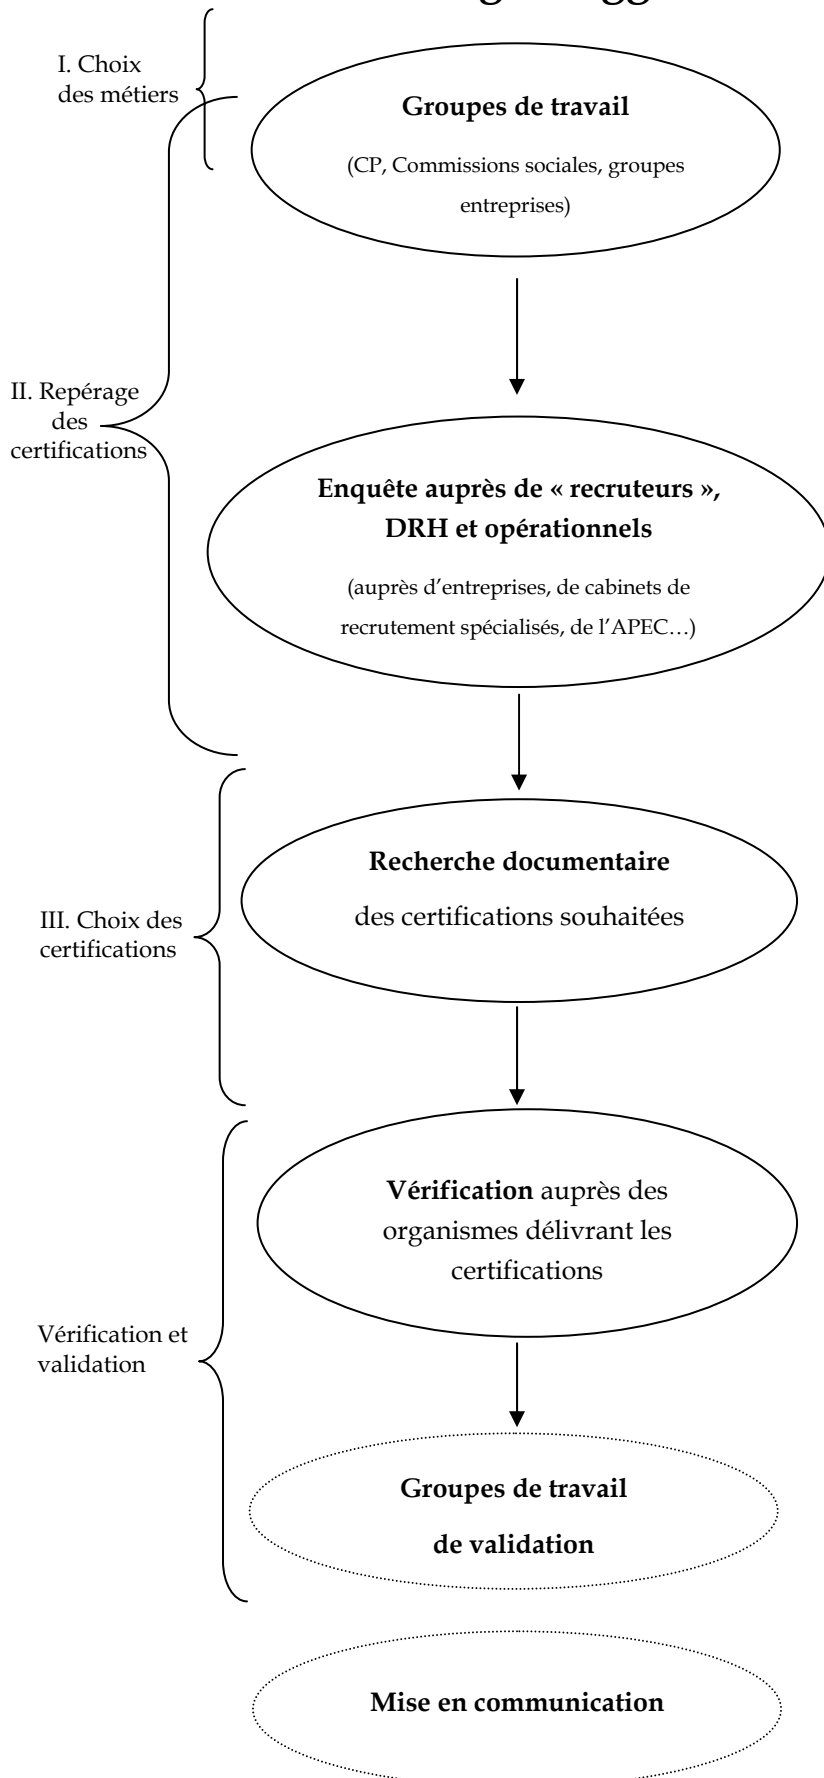 I. Choix
des métiers
Groupes de travail
(CP, Commissions sociales, groupes
entreprises)
II. Repérage
des
certifications
Enquête auprès de « recruteurs »,
DRH et opérationnels
(auprès d’entreprises, de cabinets de
recrutement spécialisés, de l’APEC…)
Recherche documentaire
des certifications souhaitées
III. Choix des
certifications
Vérification auprès des
organismes délivrant les
certifications
Vérification et
validation
Groupes de travail
de validation
Mise en communication